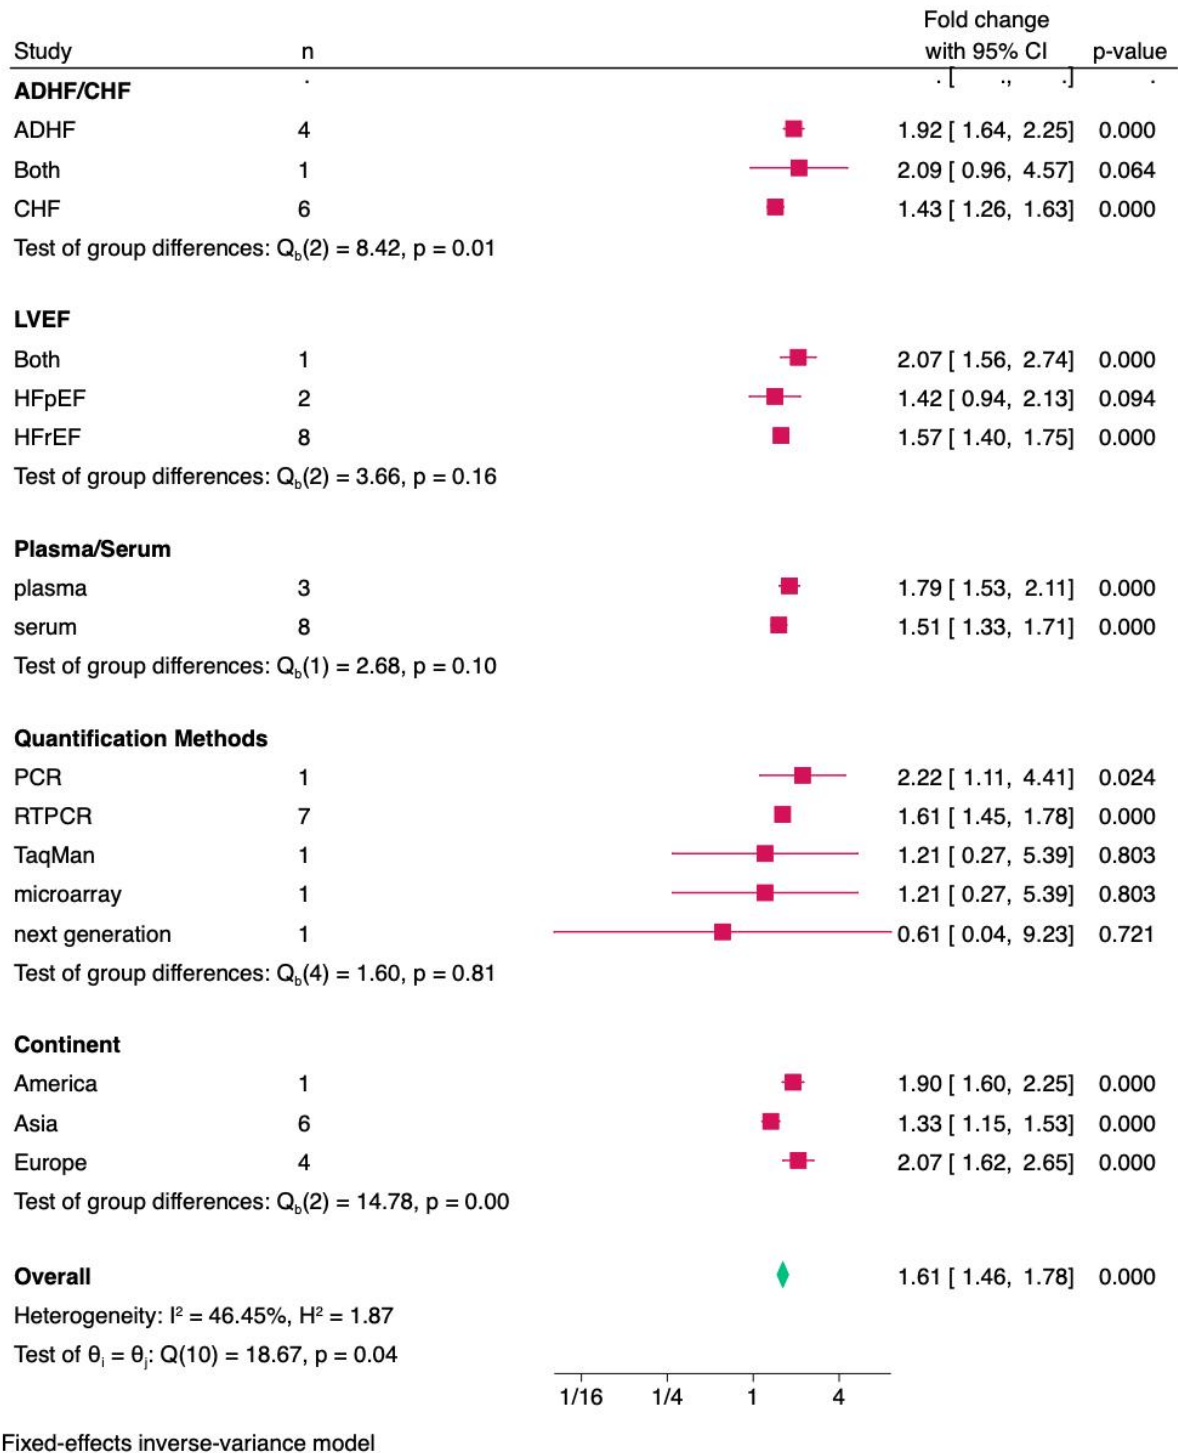 Fold change
Study n with 95% CI p-value
. . [ ., .] .
ADHF/CHF
ADHF 4 1.92 [ 1.64, 2.25] 0.000
Both 1 2.09 [ 0.96, 4.57] 0.064
CHF 6 1.43 [ 1.26, 1.63] 0.000
Test of group differences: Qb(2) = 8.42, p = 0.01
LVEF
Both 1 2.07 [ 1.56, 2.74] 0.000
HFpEF 2 1.42 [ 0.94, 2.13] 0.094
HFrEF 8 1.57 [ 1.40, 1.75] 0.000
Test of group differences: Qb(2) = 3.66, p = 0.16
Plasma/Serum
plasma 3 1.79 [ 1.53, 2.11] 0.000
serum 8 1.51 [ 1.33, 1.71] 0.000
Test of group differences: Qb(1) = 2.68, p = 0.10
Quantification Methods
PCR 1 2.22 [ 1.11, 4.41] 0.024
RTPCR 7 1.61 [ 1.45, 1.78] 0.000
TaqMan 1 1.21 [ 0.27, 5.39] 0.803
microarray 1 1.21 [ 0.27, 5.39] 0.803
next generation 1 0.61 [ 0.04, 9.23] 0.721
Test of group differences: Qb(4) = 1.60, p = 0.81
Continent
America 1 1.90 [ 1.60, 2.25] 0.000
Asia 6 1.33 [ 1.15, 1.53] 0.000
Europe 4 2.07 [ 1.62, 2.65] 0.000
Test of group differences: Qb(2) = 14.78, p = 0.00
Overall 1.61 [ 1.46, 1.78] 0.000
Heterogeneity: I² = 46.45%, H² = 1.87
Test of θi = θj: Q(10) = 18.67, p = 0.04
1/16 1/4 1 4
Fixed-effects inverse-variance model